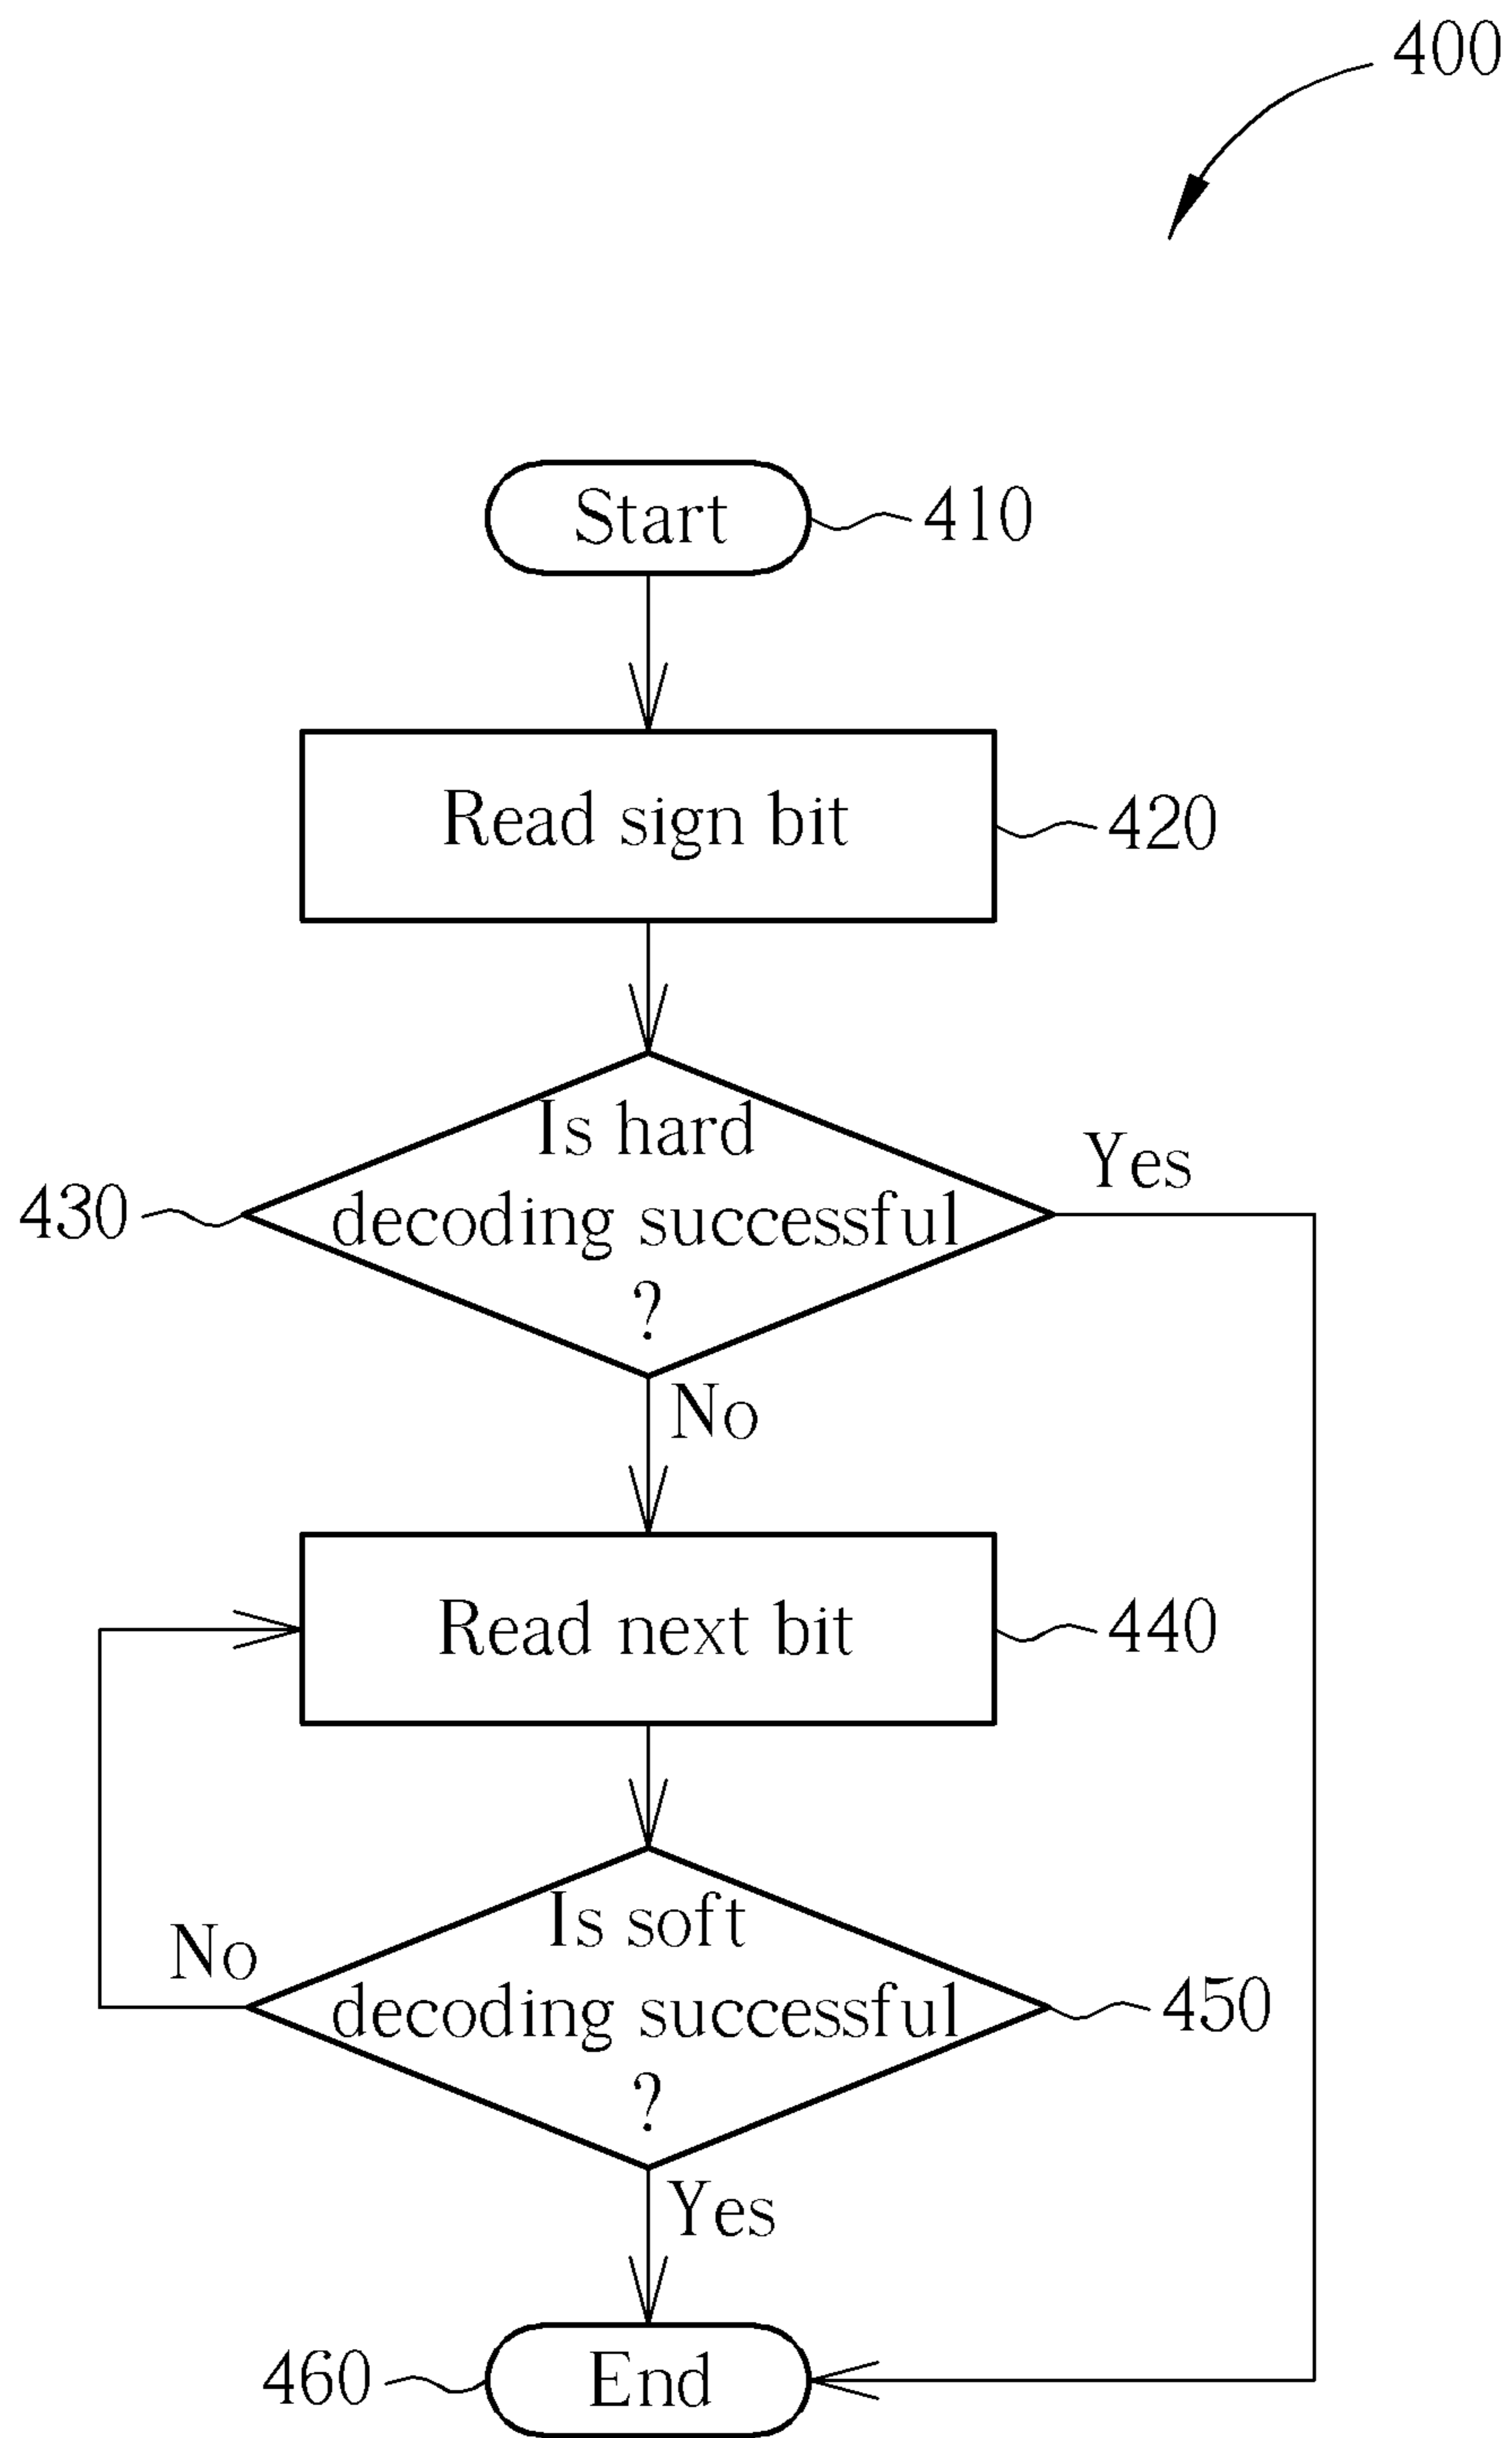 400
Start
410
Read sign bit
420
Is hard
decoding successful
?
430
Yes
No
Read next bit
440
Is soft
decoding successful
?
No
450
Yes
End
460